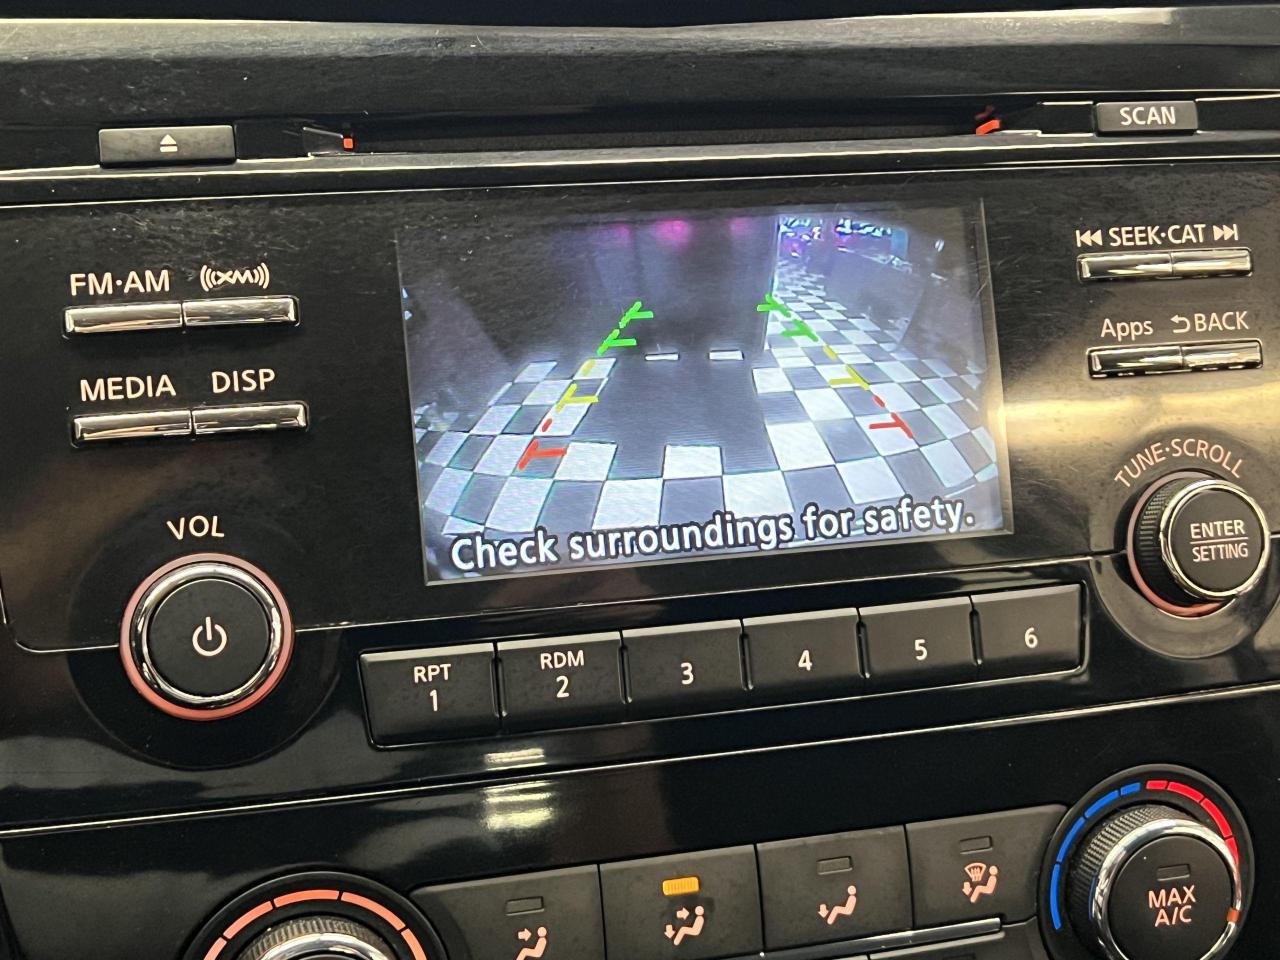 SCAN
FM·AM
XM
SEEK·CAT
MEDIA
DISP
Apps
BACK
Check surroundings for safety.
TUNE·SCROLL
VOL
ENTER
SETTING
RPT
1
RDM
2
3
4
5
6
MAX
A/C